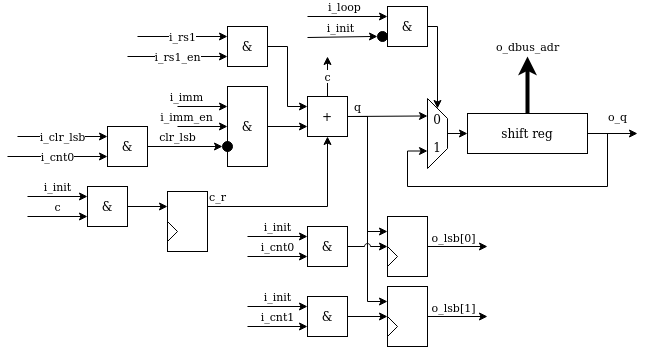 i_loop
i_init
&
i_rs1
i_rs1_en
&
o_dbus_adr
c
i_imm
i_imm_en
clr_lsb
&
+
q
0
1
shift reg
o_q
i_clr_lsb
i_cnt0
&
i_init
c
&
c_r
i_init
i_cnt0
&
o_lsb[0]
i_init
i_cnt1
&
o_lsb[1]